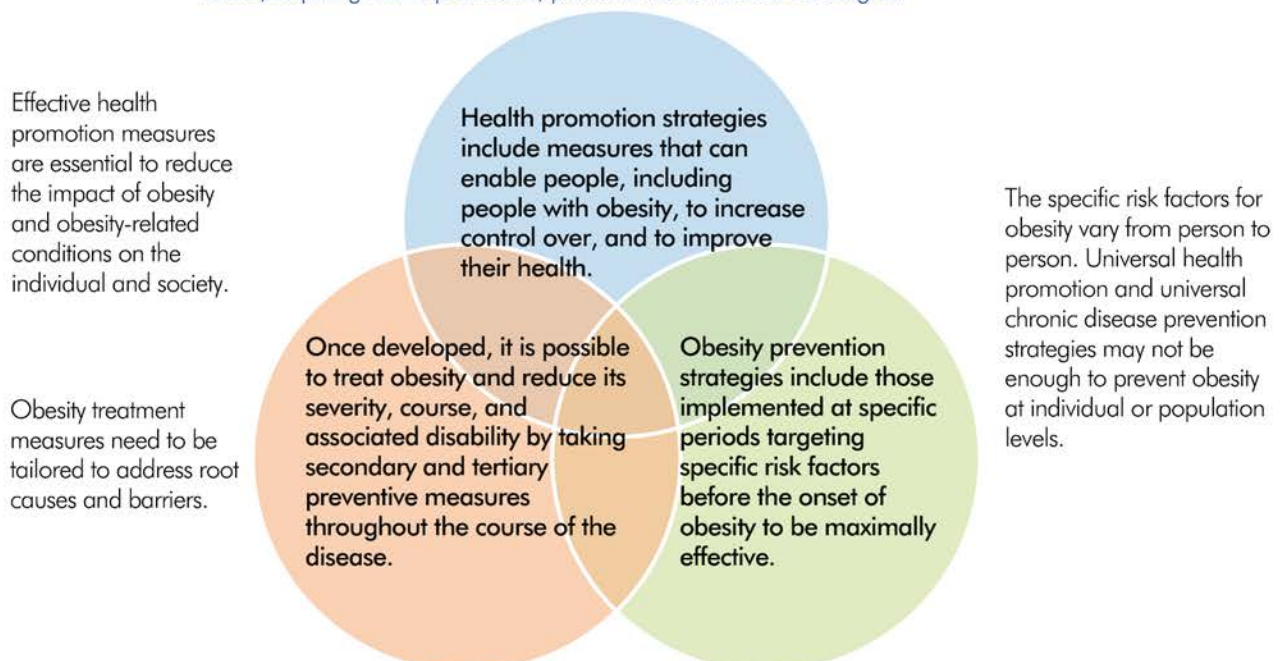 Effective health
promotion measures
are essential to reduce
the impact of obesity
and obesity-related
conditions on the
individual and society.
Obesity treatment
measures need to be
tailored to address root
causes and barriers.
Health promotion strategies
include measures that can
enable people, including
people with obesity, to increase
control over, and to improve
their health.
Once developed, it is possible
to treat obesity and reduce its
severity, course, and
associated disability by taking
secondary and tertiary
preventive measures
throughout the course of the
disease.
Obesity prevention
strategies include those
implemented at specific
periods targeting
specific risk factors
before the onset of
obesity to be maximally
effective.
The specific risk factors for
obesity vary from person to
person. Universal health
promotion and universal
chronic disease prevention
strategies may not be
enough to prevent obesity
at individual or population
levels.